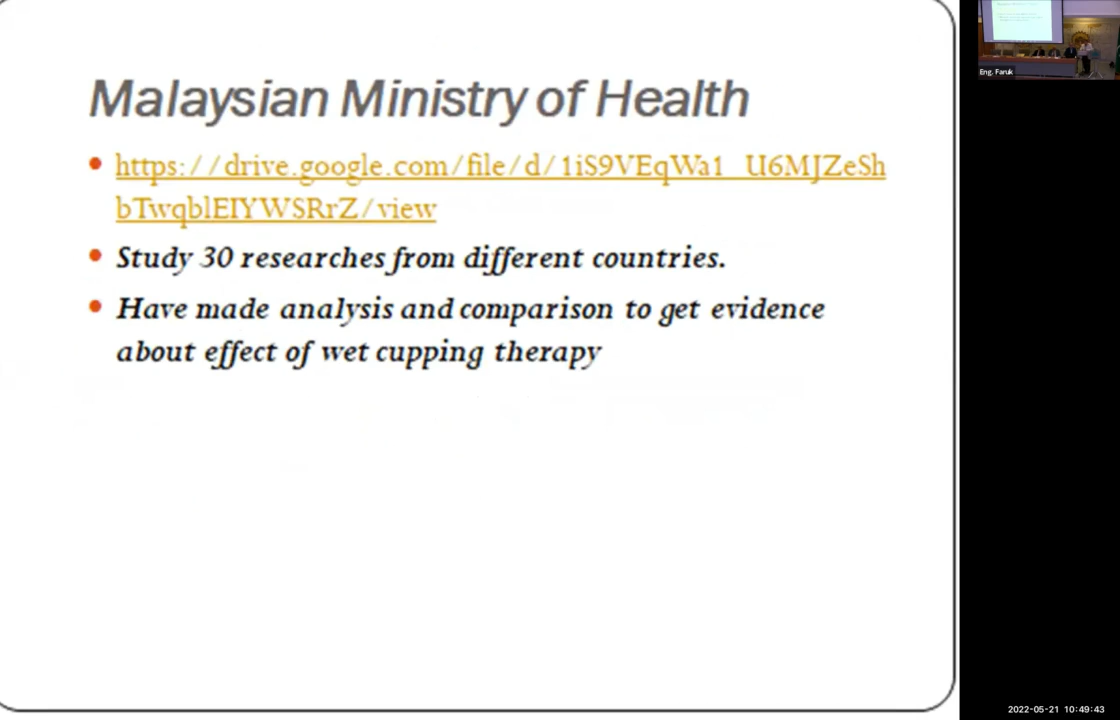 Malaysian Ministry of Health
https://drive.google.com/file/d/1iS9VEqWa1_U6MJZeSh
bTwqblEIYWSRrZ/view
Study 30 researches from different countries.
Have made analysis and comparison to get evidence
about effect of wet cupping therapy
Eng. Faruk
2022-05-21 10:49:43